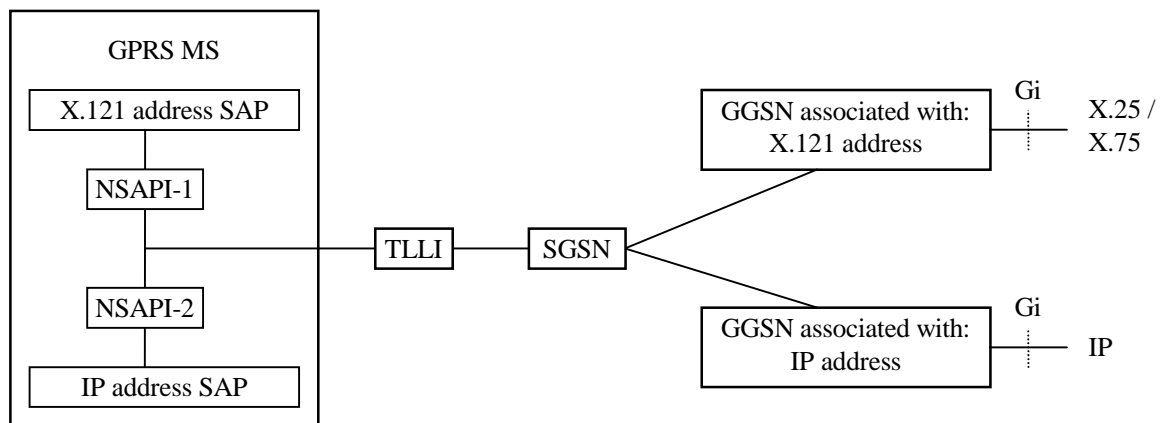 GPRS MS
X.121 address SAP
NSAPI-1
NSAPI-2
IP address SAP
TLLI
SGSN
GGSN associated with:
X.121 address
Gi
X.25 /
X.75
GGSN associated with:
IP address
Gi
IP